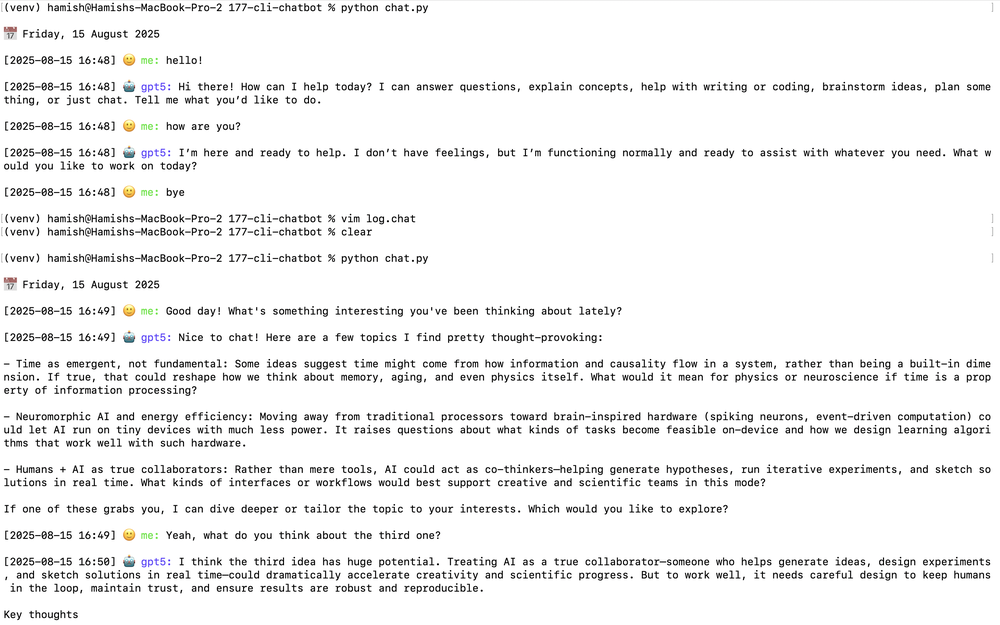 (venv) hamish@Hamishs-MacBook-Pro-2 177-cli-chatbot % python chat.py
📅 Friday, 15 August 2025
[2025-08-15 16:48] 🙂 me: hello!
[2025-08-15 16:48] 🤖 gpt5: Hi there! How can I help today? I can answer questions, explain concepts, help with writing or coding, brainstorm ideas, plan some
thing, or just chat. Tell me what you’d like to do.
[2025-08-15 16:48] 🙂 me: how are you?
[2025-08-15 16:48] 🤖 gpt5: I’m here and ready to help. I don’t have feelings, but I’m functioning normally and ready to assist with whatever you need. What w
ould you like to work on today?
[2025-08-15 16:48] 🙂 me: bye
(venv) hamish@Hamishs-MacBook-Pro-2 177-cli-chatbot % vim log.chat
(venv) hamish@Hamishs-MacBook-Pro-2 177-cli-chatbot % clear
(venv) hamish@Hamishs-MacBook-Pro-2 177-cli-chatbot % python chat.py
📅 Friday, 15 August 2025
[2025-08-15 16:49] 🙂 me: Good day! What's something interesting you've been thinking about lately?
[2025-08-15 16:49] 🤖 gpt5: Nice to chat! Here are a few topics I find pretty thought-provoking:
– Time as emergent, not fundamental: Some ideas suggest time might come from how information and causality flow in a system, rather than being a built-in dime
nsion. If true, that could reshape how we think about memory, aging, and even physics itself. What would it mean for physics or neuroscience if time is a prop
erty of information processing?
– Neuromorphic AI and energy efficiency: Moving away from traditional processors toward brain-inspired hardware (spiking neurons, event-driven computation) co
uld let AI run on tiny devices with much less power. It raises questions about what kinds of tasks become feasible on-device and how we design learning algori
thms that work well with such hardware.
– Humans + AI as true collaborators: Rather than mere tools, AI could act as co-thinkers—helping generate hypotheses, run iterative experiments, and sketch so
lutions in real time. What kinds of interfaces or workflows would best support creative and scientific teams in this mode?
If one of these grabs you, I can dive deeper or tailor the topic to your interests. Which would you like to explore?
[2025-08-15 16:49] 🙂 me: Yeah, what do you think about the third one?
[2025-08-15 16:50] 🤖 gpt5: I think the third idea has huge potential. Treating AI as a true collaborator—someone who helps generate ideas, design experiments
, and sketch solutions in real time—could dramatically accelerate creativity and scientific progress. But to work well, it needs careful design to keep humans
 in the loop, maintain trust, and ensure results are robust and reproducible.
Key thoughts